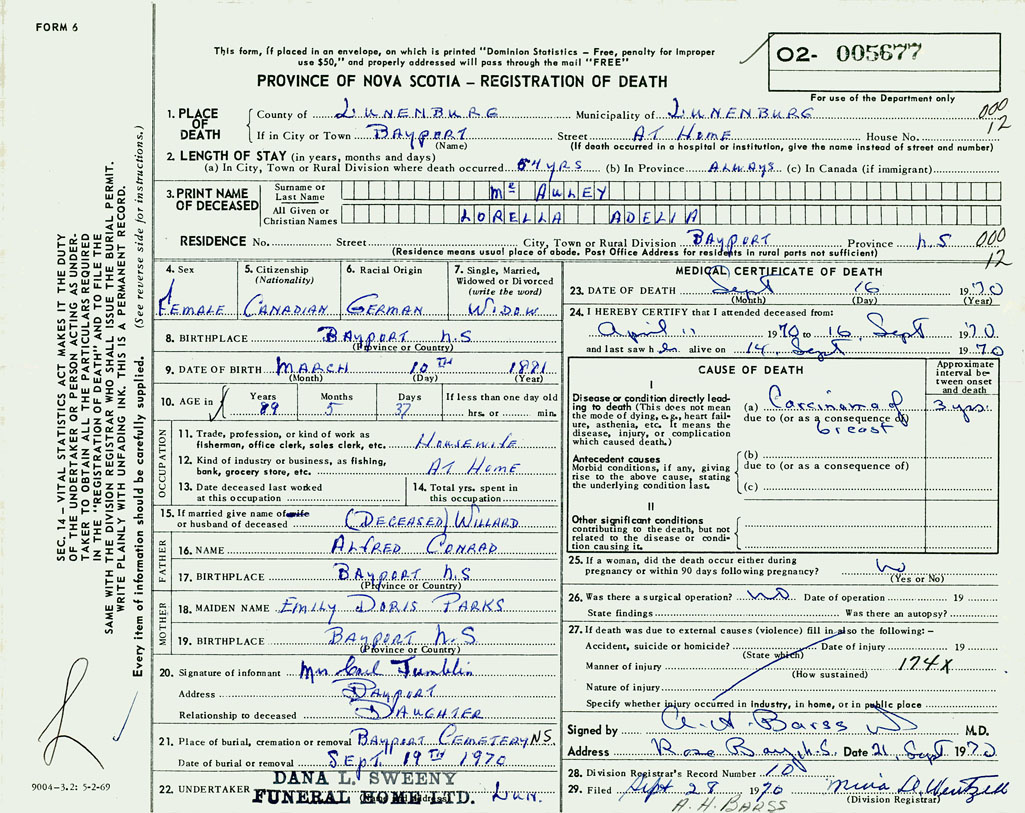 FORM 6
This form, if placed in an envelope, on which is printed "Dominion Statistics – Free, penalty for improper
use $50," and properly addressed will pass through the mail "FREE"
02- 005677
PROVINCE OF NOVA SCOTIA – REGISTRATION OF DEATH
For use of the Department only
000
12
1. PLACE OF DEATH
County of LUNENBURG Municipality of LUNENBURG
If in City or Town BAYPORT (Name) Street AT HOME House No.
(If death occurred in a hospital or institution, give the name instead of street and number)
2. LENGTH OF STAY (in years, months and days)
(a) In City, Town or Rural Division where death occurred 54 YRS (b) In Province ALWAYS (c) In Canada (if immigrant)
3. PRINT NAME OF DECEASED
Surname or Last Name Mc AULEY
All Given or Christian Names LORELLA ADELIA
RESIDENCE No. Street City, Town or Rural Division BAYPORT Province N.S 000
12
(Residence means usual place of abode. Post Office Address for residents in rural parts not sufficient)
4. Sex FEMALE
5. Citizenship (Nationality) CANADIAN
6. Racial Origin GERMAN
7. Single, Married, Widowed or Divorced (write the word) WIDOW
8. BIRTHPLACE BAYPORT N.S
(Province or Country)
9. DATE OF BIRTH MARCH 10TH 1881
(Month) (Day) (Year)
10. AGE in Years 89 Months 5 Days 37 If less than one day old hrs. or min.
OCCUPATION
11. Trade, profession, or kind of work as fisherman, office clerk, sales clerk, etc. HOUSEWIFE
12. Kind of industry or business, as fishing, bank, grocery store, etc. AT HOME
13. Date deceased last worked at this occupation
14. Total yrs. spent in this occupation
15. If married give name of wife or husband of deceased (DECEASED) WILLARD
FATHER
16. NAME ALFRED CONRAD
17. BIRTHPLACE BAYPORT N.S
(Province or Country)
MOTHER
18. MAIDEN NAME EMILY DORIS PARKS
19. BIRTHPLACE BAYPORT N.S
(Province or Country)
20. Signature of informant Mrs Tumblin
Address BAYPORT
Relationship to deceased DAUGHTER
21. Place of burial, cremation or removal BAYPORT CEMETERY N.S.
Date of burial or removal SEPT. 19TH 1970
22. UNDERTAKER DANA L. SWEENY
FUNERAL HOME LTD. LUN.
(Name and address)
MEDICAL CERTIFICATE OF DEATH
23. DATE OF DEATH Sept 16 1970
(Month) (Day) (Year)
24. I HEREBY CERTIFY that I attended deceased from:
April 11 1970 to 16, Sept 1970
and last saw her alive on 14, Sept 1970
CAUSE OF DEATH
Approximate interval between onset and death
I
Disease or condition directly leading to death (This does not mean the mode of dying, e.g., heart failure, asthenia, etc. It means the disease, injury, or complication which caused death.)
(a) Carcinoma of breast 3 yrs.
due to (or as a consequence of)
Antecedent causes
Morbid conditions, if any, giving rise to the above cause, stating the underlying condition last.
(b)
due to (or as a consequence of)
(c)
II
Other significant conditions
contributing to the death, but not related to the disease or condition causing it.
25. If a woman, did the death occur either during pregnancy or within 90 days following pregnancy? No
(Yes or No)
26. Was there a surgical operation? No Date of operation 19
State findings Was there an autopsy?
27. If death was due to external causes (violence) fill in also the following:–
Accident, suicide or homicide? Date of injury 19
(State which)
Manner of injury 174X
(How sustained)
Nature of injury
Specify whether injury occurred in industry, in home, or in public place
Signed by A. H. Barss M.D.
Address Rose Bay, N.S. Date 21, Sept 1970
28. Division Registrar's Record Number 10
29. Filed Sept 28 1970
(Division Registrar)
A. H. BARSS
SEC. 14 – VITAL STATISTICS ACT MAKES IT THE DUTY
OF THE UNDERTAKER OR PERSON ACTING AS UNDER-
TAKER TO OBTAIN ALL THE PARTICULARS REQUIRED
IN THE "REGISTRATION OF DEATH" AND TO FILE THE
SAME WITH THE DIVISION REGISTRAR WHO SHALL ISSUE THE BURIAL PERMIT.
WRITE PLAINLY WITH UNFADING INK. THIS IS A PERMANENT RECORD.
Every item of information should be carefully supplied. (See reverse side for instructions.)
9004-3.2: 5-2-69